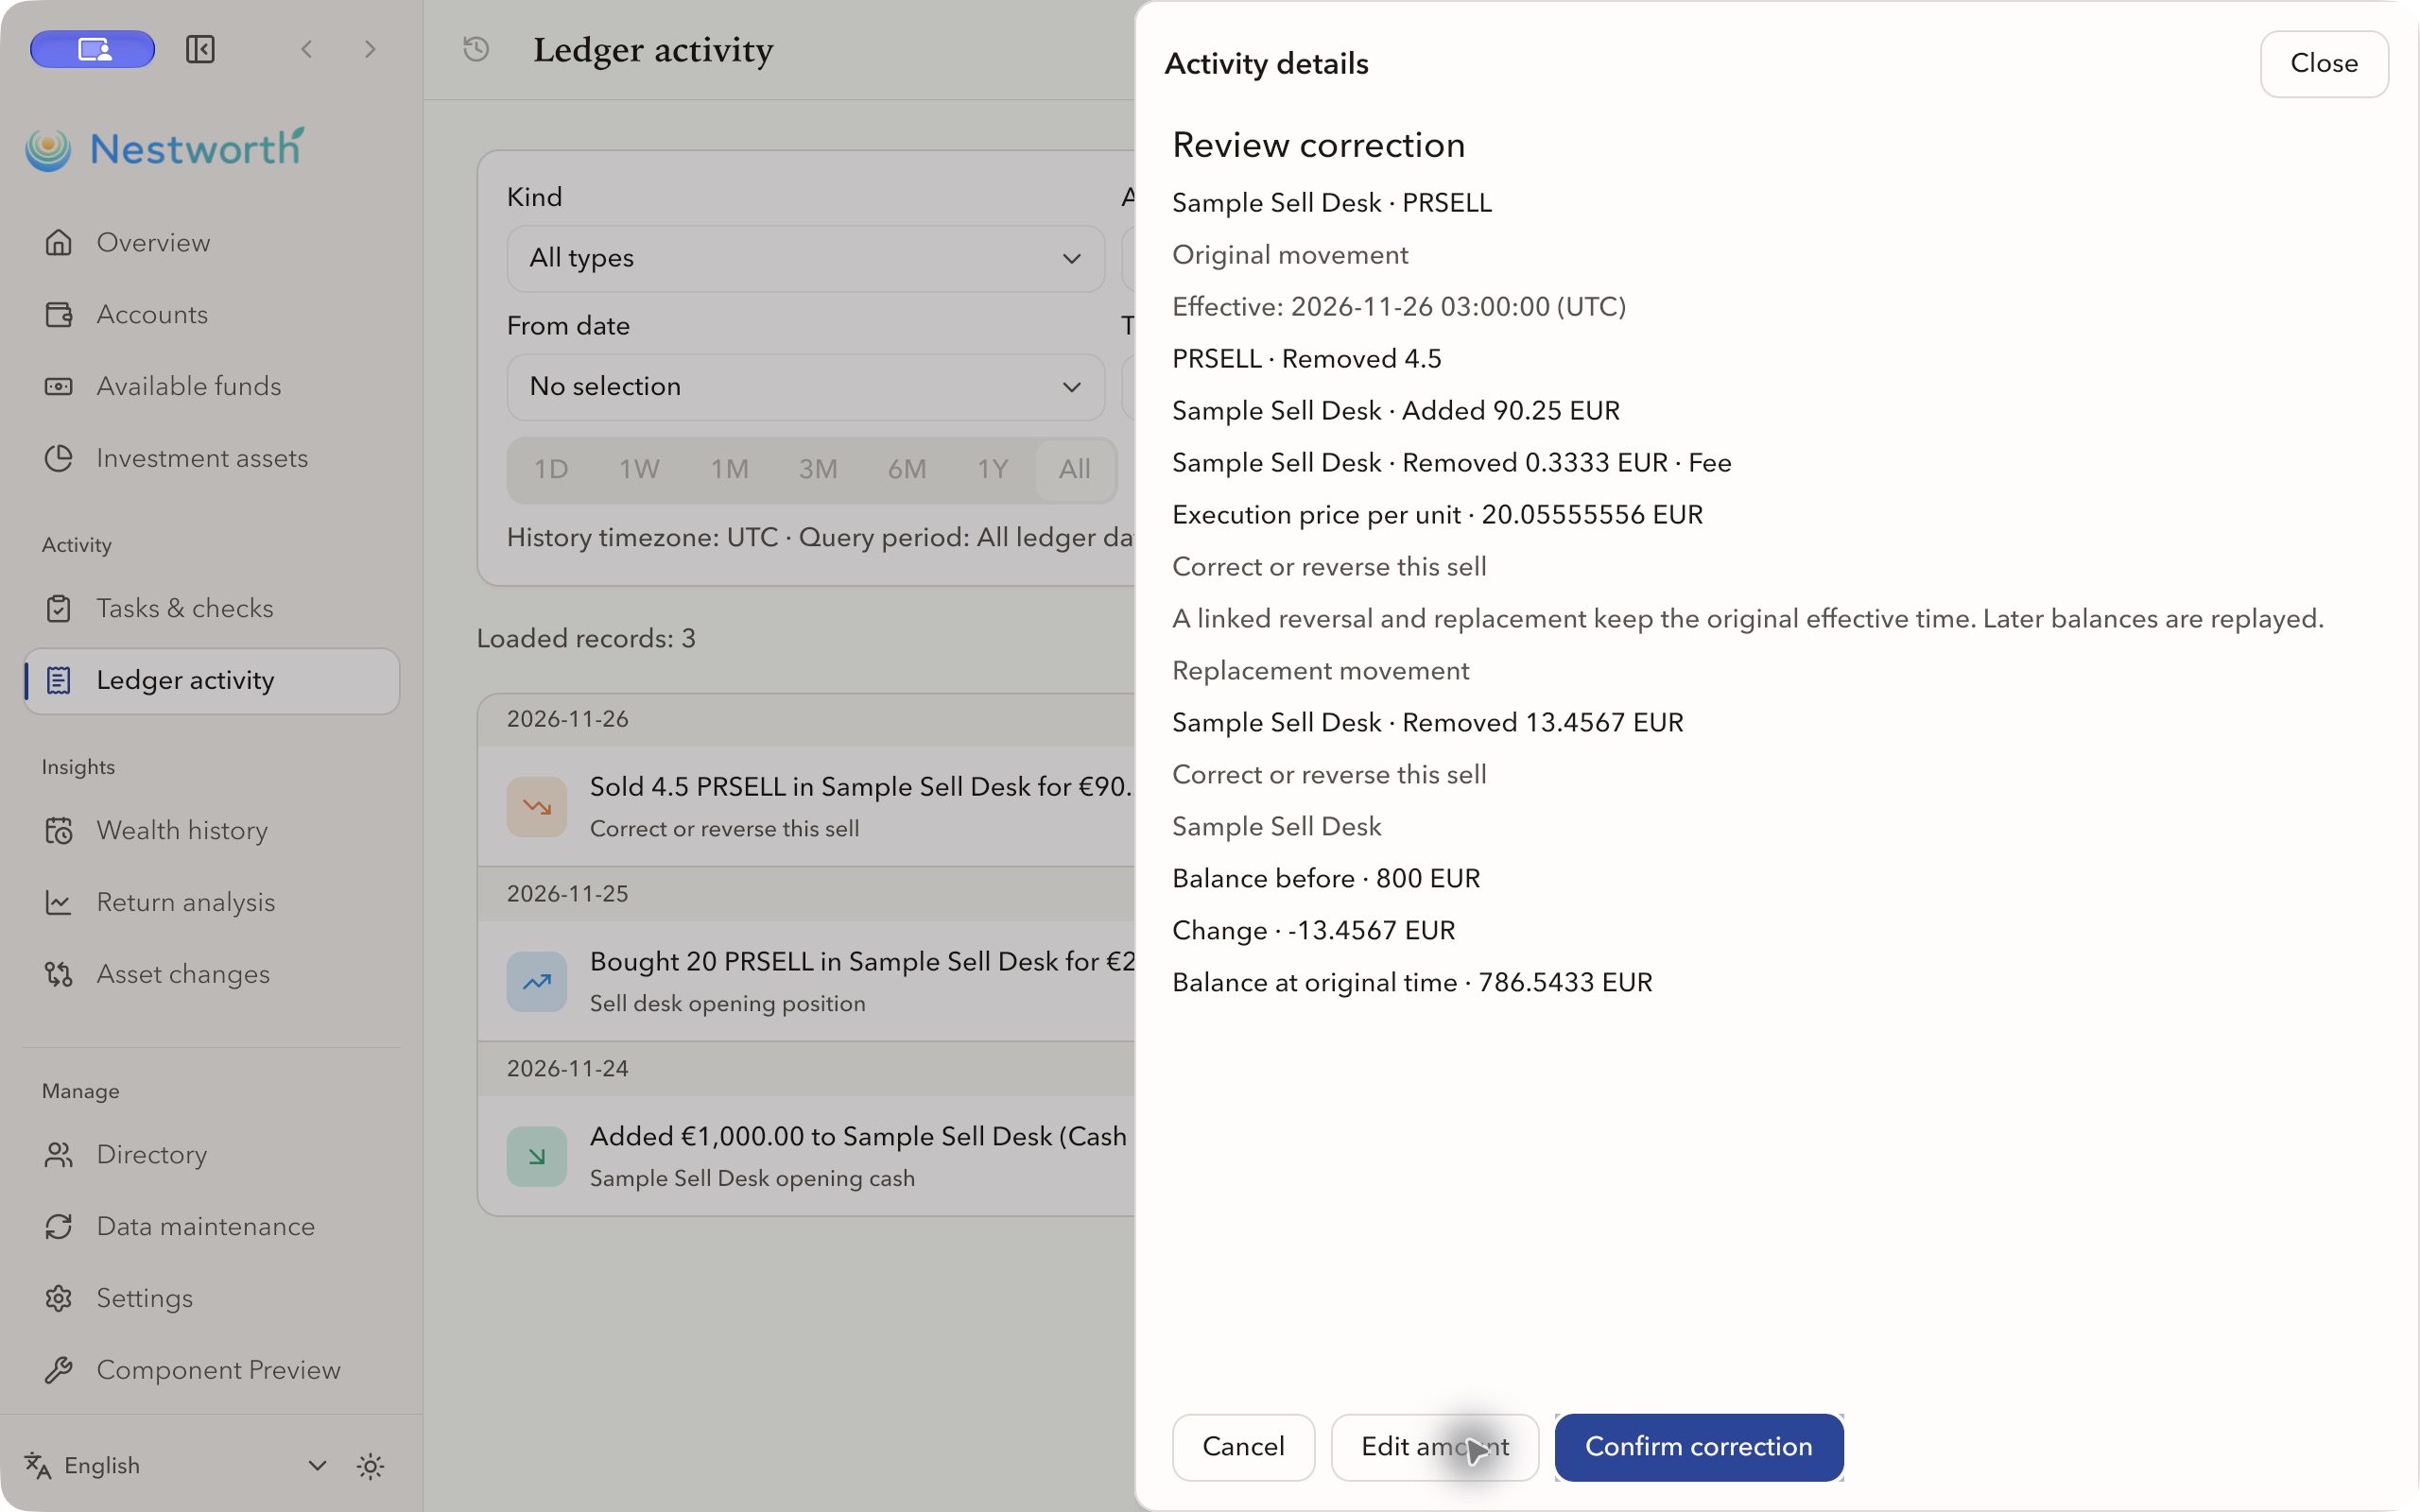 Nestworth
Overview
Accounts
Available funds
Investment assets
Activity
Tasks & checks
Ledger activity
Insights
Wealth history
Return analysis
Asset changes
Manage
Directory
Data maintenance
Settings
Component Preview
English
Ledger activity
Kind
All types
From date
No selection
1D 1W 1M 3M 6M 1Y All
History timezone: UTC · Query period: All ledger da
Loaded records: 3
2026-11-26
Sold 4.5 PRSELL in Sample Sell Desk for €90.
Correct or reverse this sell
2026-11-25
Bought 20 PRSELL in Sample Sell Desk for €2
Sell desk opening position
2026-11-24
Added €1,000.00 to Sample Sell Desk (Cash
Sample Sell Desk opening cash
Activity details
Close
Review correction
Sample Sell Desk · PRSELL
Original movement
Effective: 2026-11-26 03:00:00 (UTC)
PRSELL · Removed 4.5
Sample Sell Desk · Added 90.25 EUR
Sample Sell Desk · Removed 0.3333 EUR · Fee
Execution price per unit · 20.05555556 EUR
Correct or reverse this sell
A linked reversal and replacement keep the original effective time. Later balances are replayed.
Replacement movement
Sample Sell Desk · Removed 13.4567 EUR
Correct or reverse this sell
Sample Sell Desk
Balance before · 800 EUR
Change · -13.4567 EUR
Balance at original time · 786.5433 EUR
Cancel
Edit amount
Confirm correction